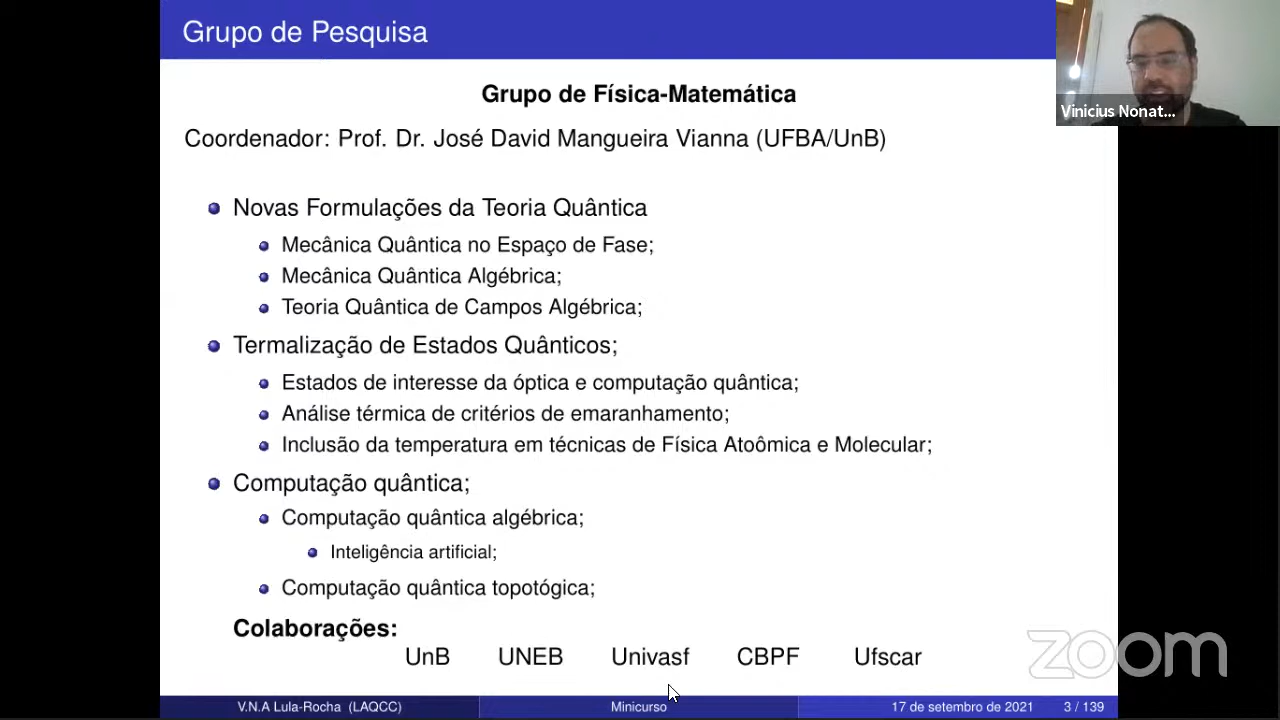 Grupo de Pesquisa
Vinicius Nonat...
Grupo de Física-Matemática
Coordenador: Prof. Dr. José David Mangueira Vianna (UFBA/UnB)
Novas Formulações da Teoria Quântica
Mecânica Quântica no Espaço de Fase;
Mecânica Quântica Algébrica;
Teoria Quântica de Campos Algébrica;
Termalização de Estados Quônticos;
Estados de interesse da óptica e computação quântica;
Análise térmica de critérios de emaranhamento;
Inclusão da temperatura em técnicas de Física Atoômica e Molecular;
Computação quântica;
Computação quântica algébrica;
Inteligência artificial;
Computação quântica topotógica;
Colaborações:
UnB UNEB Univasf CBPF Ufscar
zoom
V.N.A Lula-Rocha (LAQCC) Minicurso 17 de setembro de 2021 3 / 139